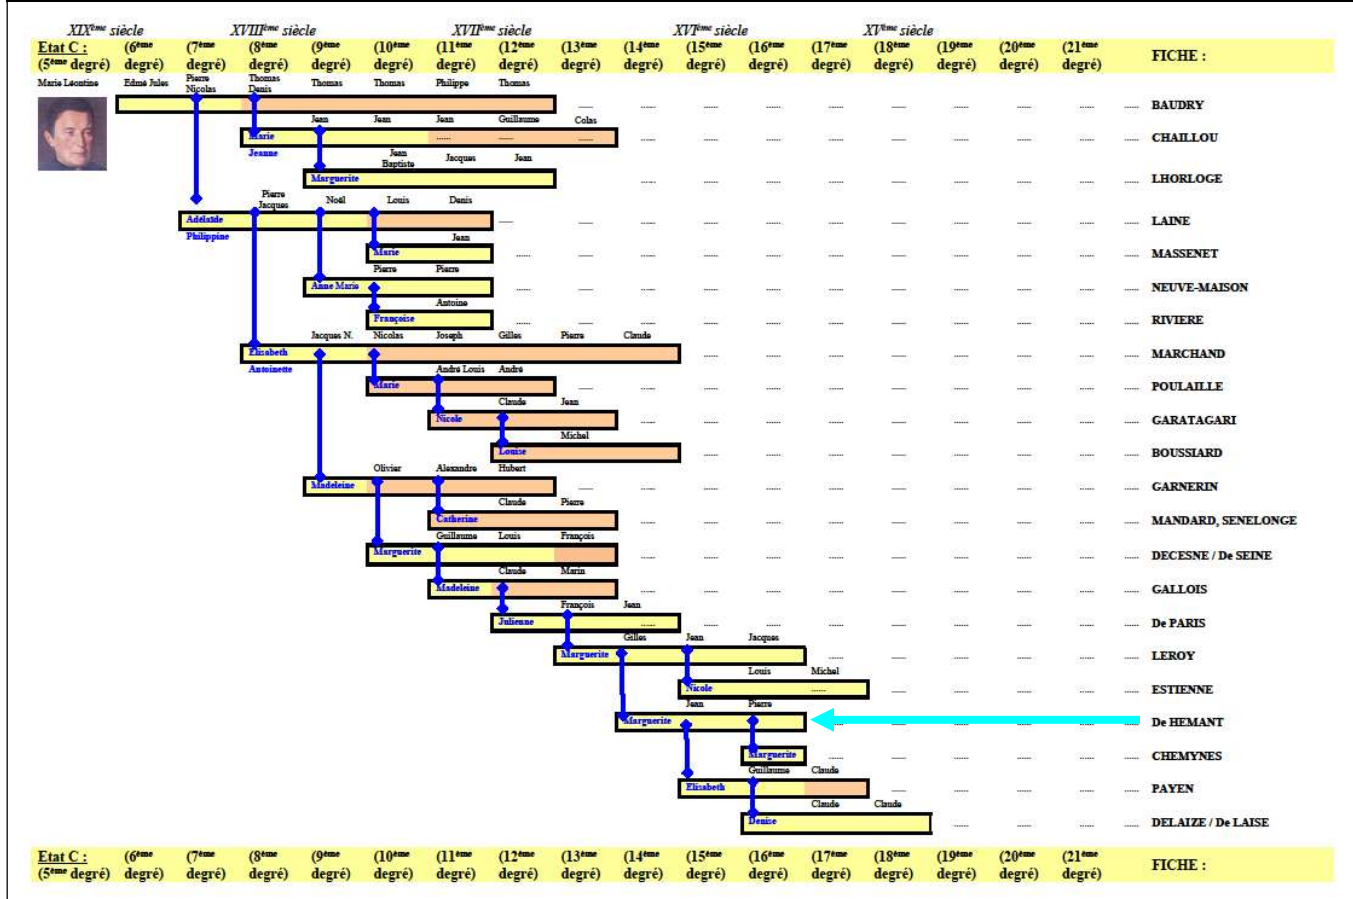 XIXème siècle XVIIIème siècle XVIIème siècle XVIème siècle XVème siècle
Etat C : (6ème (7ème (8ème (9ème (10ème (11ème (12ème (13ème (14ème (15ème (16ème (17ème (18ème (19ème (20ème (21ème FICHE :
(5ème degré) degré) degré) degré) degré) degré) degré) degré) degré) degré) degré) degré) degré) degré) degré) degré) degré)
Marie Léontine Edmé Jules Pierre Nicolas Thomas Denis Thomas Thomas Philippe Thomas
...... ...... ...... ...... ...... ...... ...... ...... ...... ...... BAUDRY
Jean Jean Jean Guillaume Colas
Marie ...... ...... ...... ...... ...... ...... ...... ...... ...... ...... ...... ...... CHAILLOU
Jeanne Jean Baptiste Jacques Jean
Marguerite ...... ...... ...... ...... ...... ...... ...... ...... ...... LHORLOGE
Pierre Jacques Noël Louis Denis
Adélaïde ...... ...... ...... ...... ...... ...... ...... ...... ...... ...... ...... LAINE
Philippine Jean
Marie ...... ...... ...... ...... ...... ...... ...... ...... ...... ...... ...... MASSENET
Pierre Pierre
Anne Marie ...... ...... ...... ...... ...... ...... ...... ...... ...... ...... ...... NEUVE-MAISON
Antoine
Françoise ...... ...... ...... ...... ...... ...... ...... ...... ...... ...... ...... RIVIERE
Jacques N. Nicolas Joseph Gilles Pierre Claude
Elisabeth ...... ...... ...... ...... ...... ...... ...... ...... MARCHAND
Antoinette André Louis André
Marie ...... ...... ...... ...... ...... ...... ...... ...... ...... ...... POULAILLE
Claude Jean
Nicole ...... ...... ...... ...... ...... ...... ...... ...... ...... GARATAGARI
Michel
Louise ...... ...... ...... ...... ...... ...... ...... ...... BOUSSIARD
Olivier Alexandre Hubert
Madeleine ...... ...... ...... ...... ...... ...... ...... ...... ...... ...... GARNERIN
Claude Pierre
Catherine ...... ...... ...... ...... ...... ...... ...... ...... ...... MANDARD, SENELONGE
Guillaume Louis François
Marguerite ...... ...... ...... ...... ...... ...... ...... ...... ...... DECESNE / De SEINE
Claude Marin
Madeleine ...... ...... ...... ...... ...... ...... ...... ...... ...... GALLOIS
François Jean
Julienne ...... ...... ...... ...... ...... ...... ...... ...... ...... De PARIS
Gilles Jean Jacques
Marguerite ...... ...... ...... ...... ...... ...... LEROY
Louis Michel
Nicole ...... ...... ...... ...... ...... ...... ESTIENNE
Jean Pierre
Marguerite ...... ...... ...... ...... ...... ...... De HEMANT
Marguerite ...... ...... ...... ...... ...... ...... CHEMYNES
Guillaume Claude
Elisabeth ...... ...... ...... ...... ...... PAYEN
Claude Claude
Denise ...... ...... ...... ...... DELAIZE / De LAISE
Etat C : (6ème (7ème (8ème (9ème (10ème (11ème (12ème (13ème (14ème (15ème (16ème (17ème (18ème (19ème (20ème (21ème FICHE :
(5ème degré) degré) degré) degré) degré) degré) degré) degré) degré) degré) degré) degré) degré) degré) degré) degré) degré)